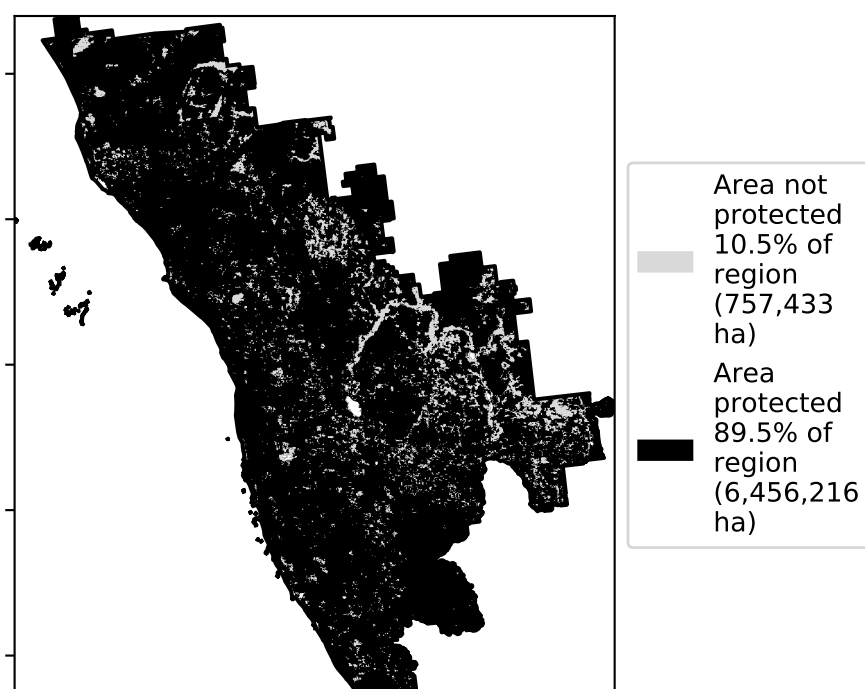 Area not
protected
10.5% of
region
(757,433
ha)
Area
protected
89.5% of
region
(6,456,216
ha)